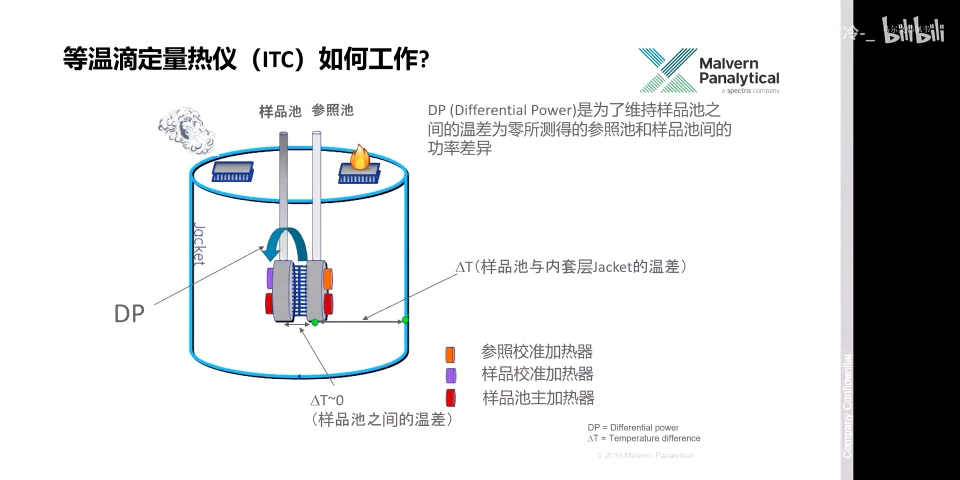 冷-_ bilibili
等温滴定量热仪（ITC）如何工作?
Malvern
Panalytical
a spectris company
样品池 参照池
DP (Differential Power)是为了维持样品池之
间的温差为零所测得的参照池和样品池间的
功率差异
Jacket
ΔT(样品池与内套层Jacket的温差）
DP
参照校准加热器
样品校准加热器
样品池主加热器
ΔT~0
（样品池之间的温差）
DP = Differential power
ΔT = Temperature difference
© 2019 Malvern Panalytical
Company Confidential